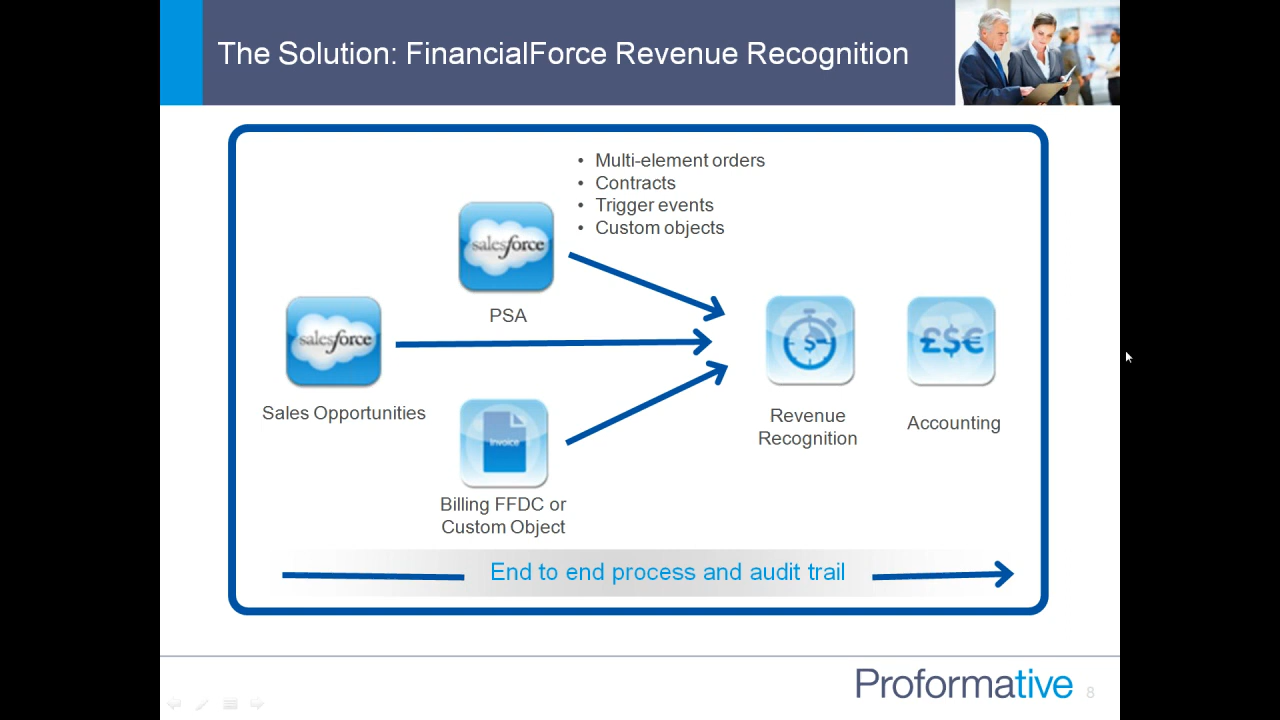 The Solution: FinancialForce Revenue Recognition
• Multi-element orders
• Contracts
• Trigger events
• Custom objects
salesforce
PSA
salesforce
Sales Opportunities
Invoice
Billing FFDC or
Custom Object
$
Revenue
Recognition
£$€
Accounting
End to end process and audit trail
Proformative
8